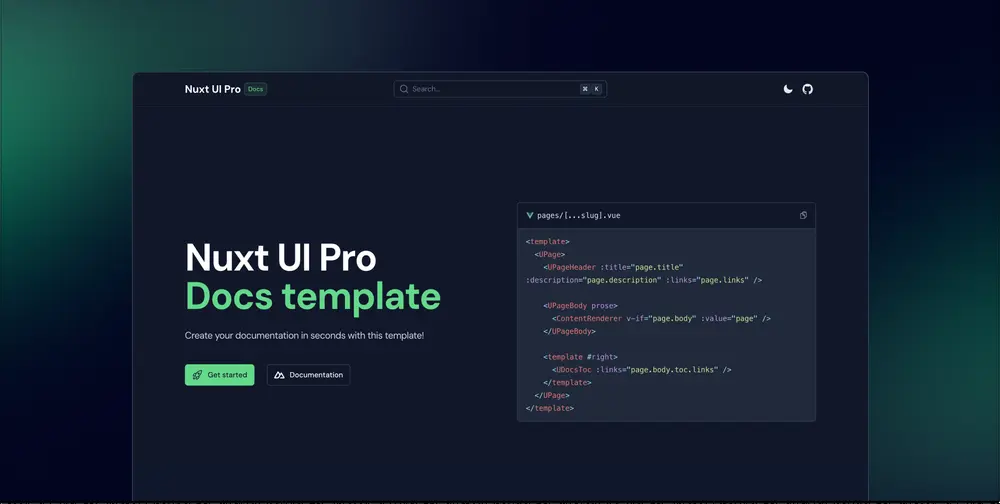 Nuxt UI Pro Docs
Search...
⌘ K
Nuxt UI Pro
Docs template
Create your documentation in seconds with this template!
Get started
Documentation
pages/[...slug].vue
<template>
  <UPage>
    <UPageHeader :title="page.title"
:description="page.description" :links="page.links" />
    <UPageBody prose>
      <ContentRenderer v-if="page.body" :value="page" />
    </UPageBody>
    <template #right>
      <UDocsToc :links="page.body.toc.links" />
    </template>
  </UPage>
</template>